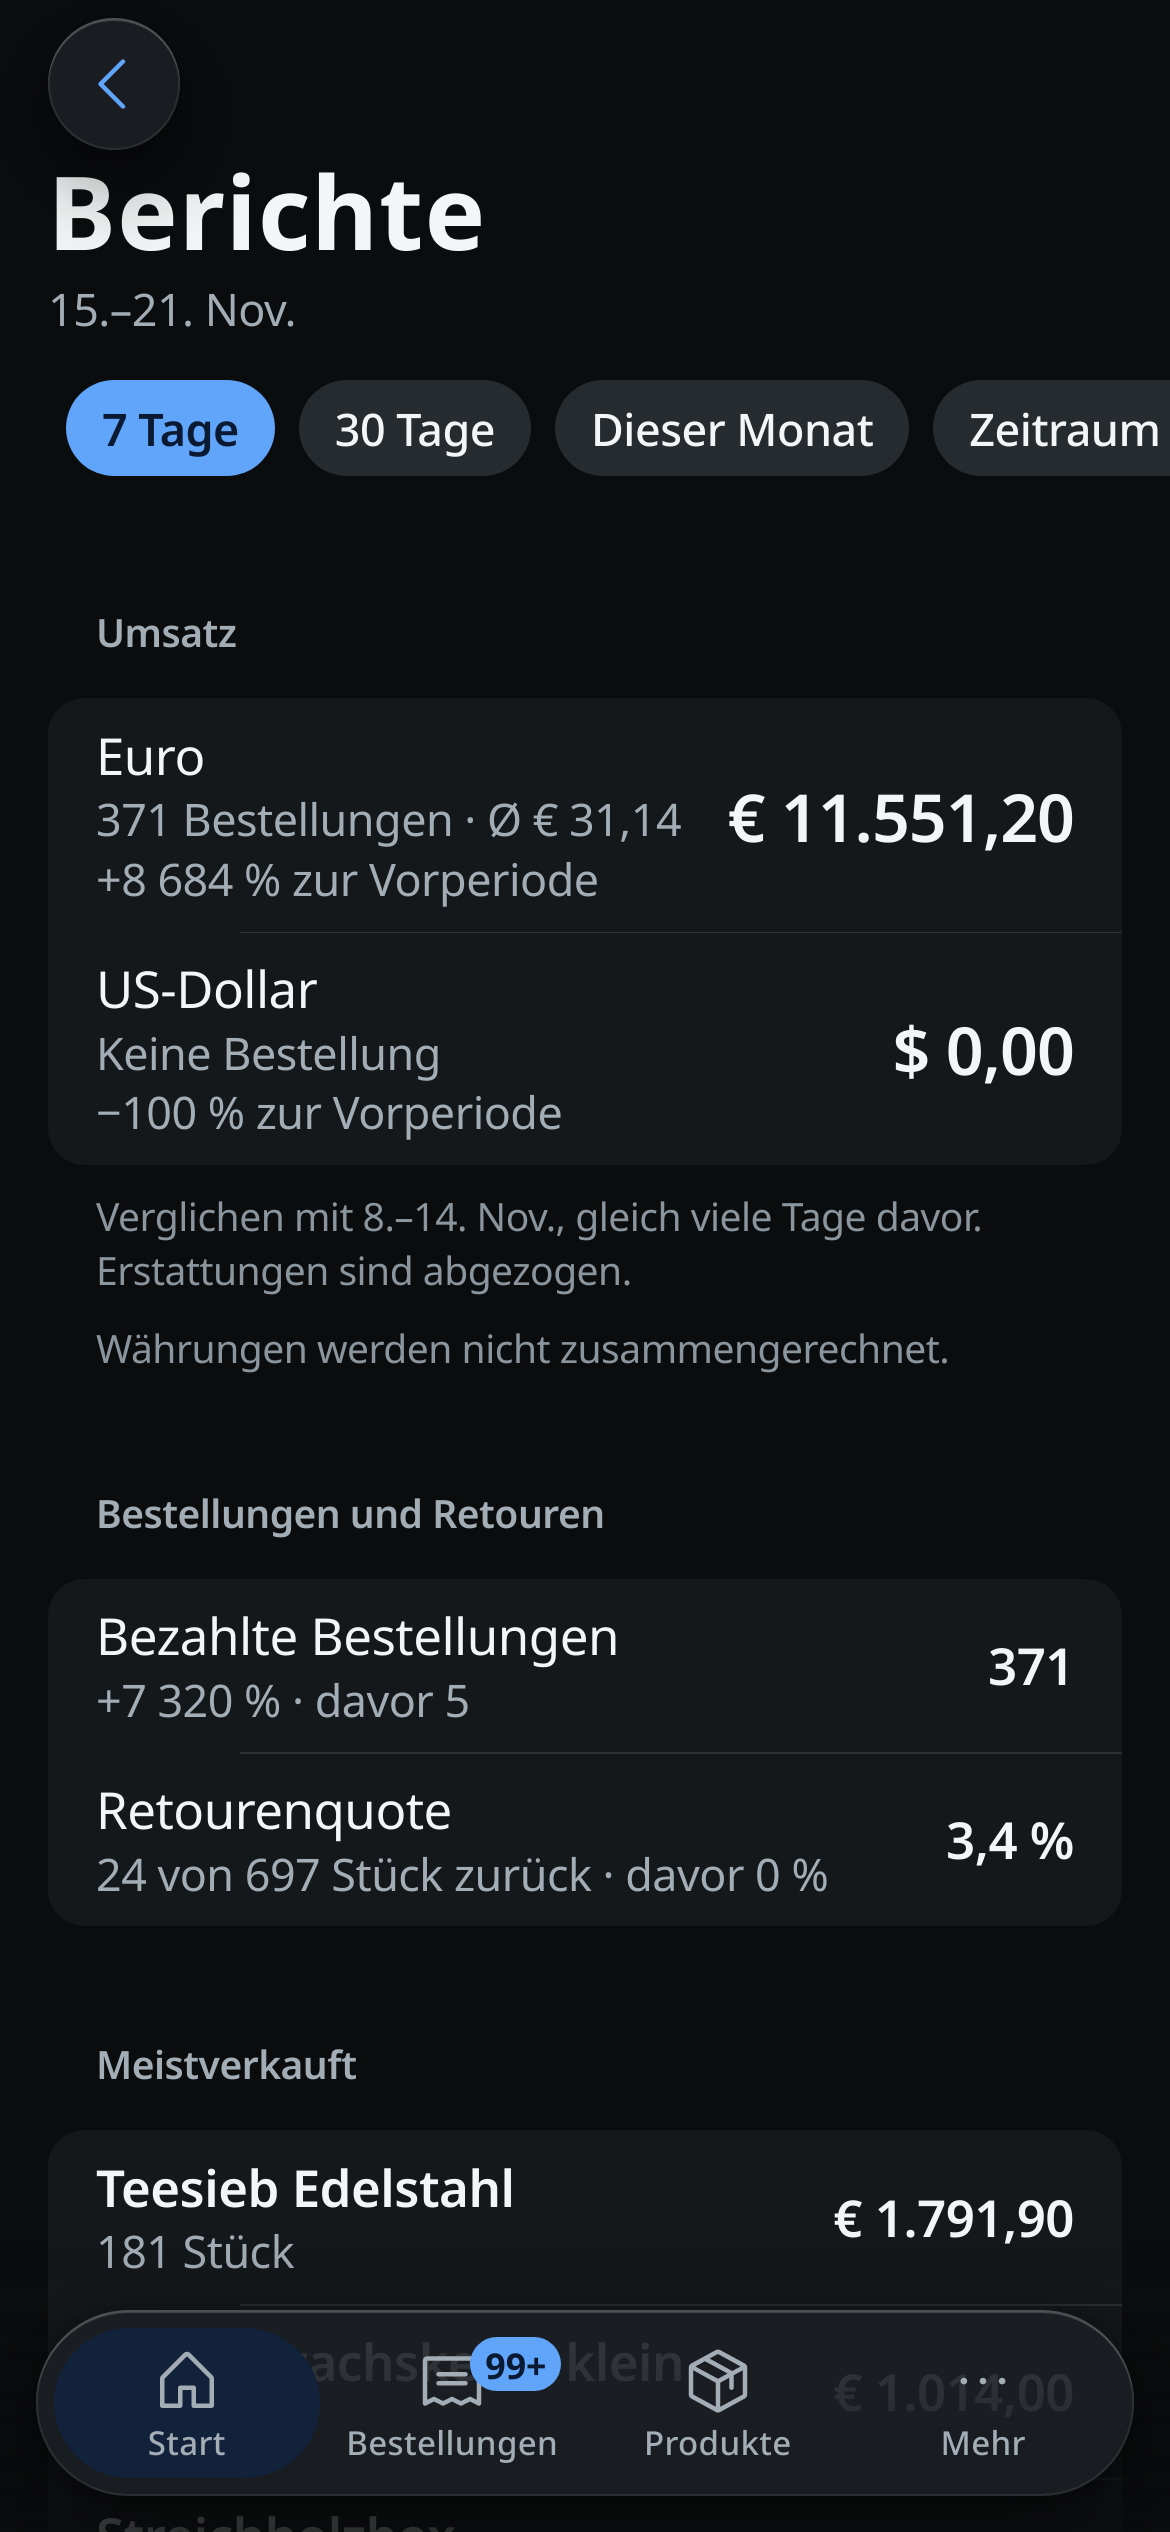 Berichte
15.–21. Nov.
7 Tage
30 Tage
Dieser Monat
Zeitraum
Umsatz
Euro
371 Bestellungen · Ø € 31,14
+8 684 % zur Vorperiode
€ 11.551,20
US-Dollar
Keine Bestellung
−100 % zur Vorperiode
$ 0,00
Verglichen mit 8.–14. Nov., gleich viele Tage davor.
Erstattungen sind abgezogen.
Währungen werden nicht zusammengerechnet.
Bestellungen und Retouren
Bezahlte Bestellungen
+7 320 % · davor 5
371
Retourenquote
24 von 697 Stück zurück · davor 0 %
3,4 %
Meistverkauft
Teesieb Edelstahl
181 Stück
€ 1.791,90
klein
€ 1.014,00
99+
Start
Bestellungen
Produkte
Mehr